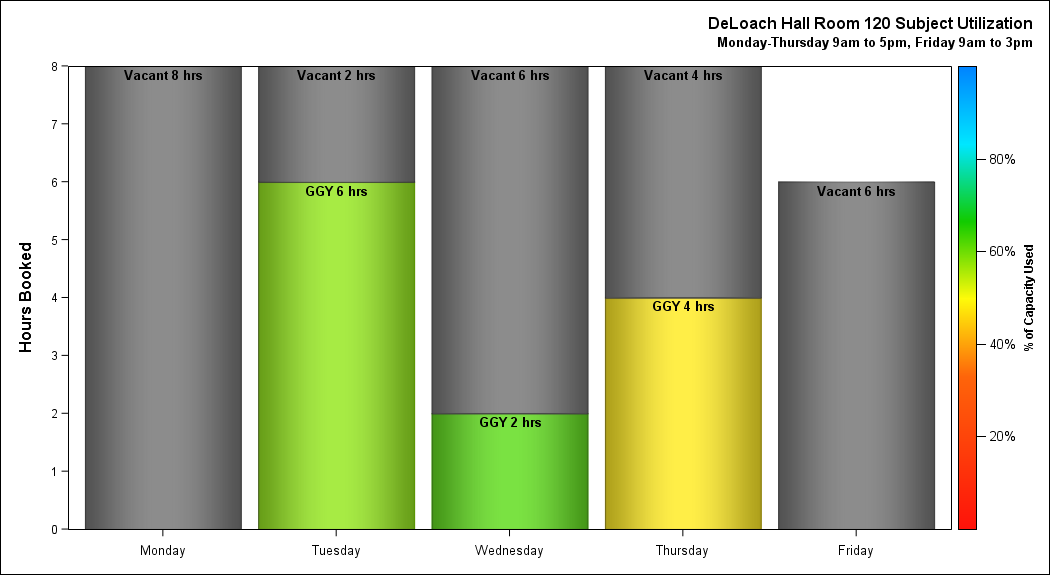 DeLoach Hall Room 120 Subject Utilization
Monday-Thursday 9am to 5pm, Friday 9am to 3pm
Hours Booked
8
7
6
5
4
3
2
1
0
Vacant 8 hrs
Vacant 2 hrs
GGY 6 hrs
Vacant 6 hrs
GGY 2 hrs
Vacant 4 hrs
GGY 4 hrs
Vacant 6 hrs
Monday
Tuesday
Wednesday
Thursday
Friday
80%
60%
40%
20%
% of Capacity Used